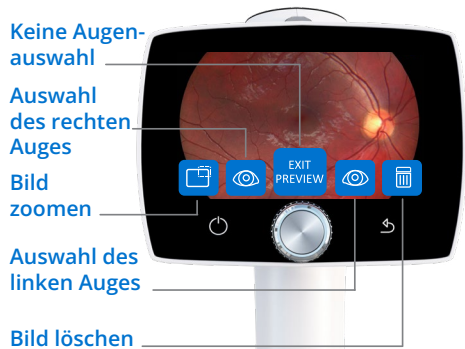 Keine Augen-
auswahl
Auswahl
des rechten
Auges
Bild
zoomen
Auswahl des
linken Auges
Bild löschen
EXIT
PREVIEW